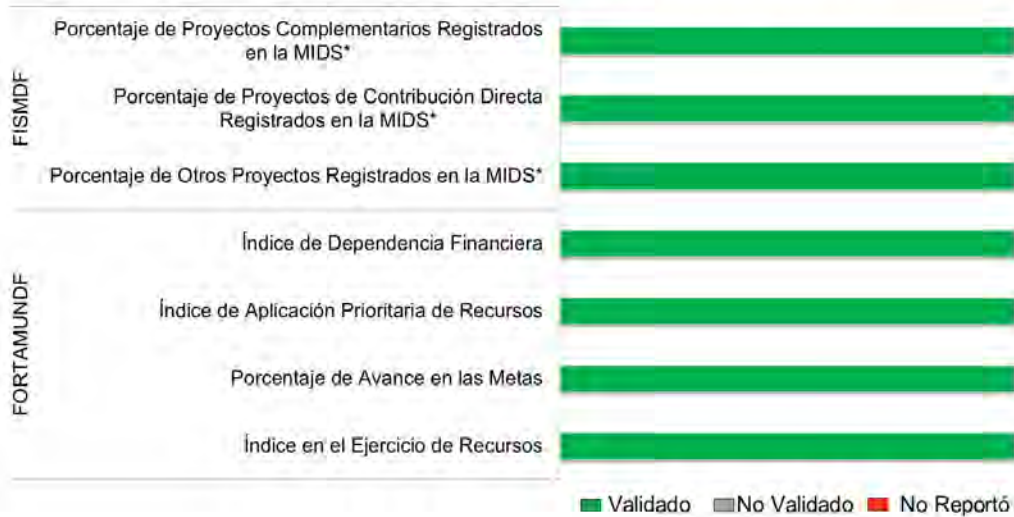 FISMDF
Porcentaje de Proyectos Complementarios Registrados
en la MIDS*
Porcentaje de Proyectos de Contribución Directa
Registrados en la MIDS*
Porcentaje de Otros Proyectos Registrados en la MIDS*
FORTAMUNDF
Índice de Dependencia Financiera
Índice de Aplicación Prioritaria de Recursos
Porcentaje de Avance en las Metas
Índice en el Ejercicio de Recursos
Validado No Validado No Reportó